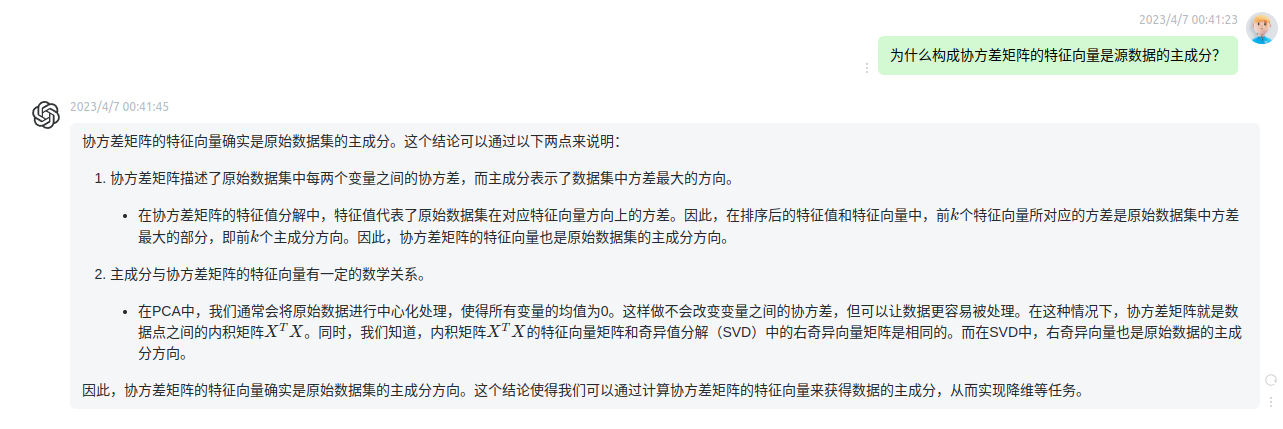 2023/4/7 00:41:23
为什么构成协方差矩阵的特征向量是源数据的主成分？
2023/4/7 00:41:45
协方差矩阵的特征向量确实是原始数据集的主成分。这个结论可以通过以下两点来说明：
1. 协方差矩阵描述了原始数据集中每两个变量之间的协方差，而主成分表示了数据集中方差最大的方向。
• 在协方差矩阵的特征值分解中，特征值代表了原始数据集在对应特征向量方向上的方差。因此，在排序后的特征值和特征向量中，前k个特征向量所对应的方差是原始数据集中方差
最大的部分，即前k个主成分方向。因此，协方差矩阵的特征向量也是原始数据集的主成分方向。
2. 主成分与协方差矩阵的特征向量有一定的数学关系。
• 在PCA中，我们通常会将原始数据进行中心化处理，使得所有变量的均值为0。这样做不会改变变量之间的协方差，但可以让数据更容易被处理。在这种情况下，协方差矩阵就是数
据点之间的内积矩阵XᵀX。同时，我们知道，内积矩阵XᵀX的特征向量矩阵和奇异值分解（SVD）中的右奇异向量矩阵是相同的。而在SVD中，右奇异向量也是原始数据的主成
分方向。
因此，协方差矩阵的特征向量确实是原始数据集的主成分方向。这个结论使得我们可以通过计算协方差矩阵的特征向量来获得数据的主成分，从而实现降维等任务。